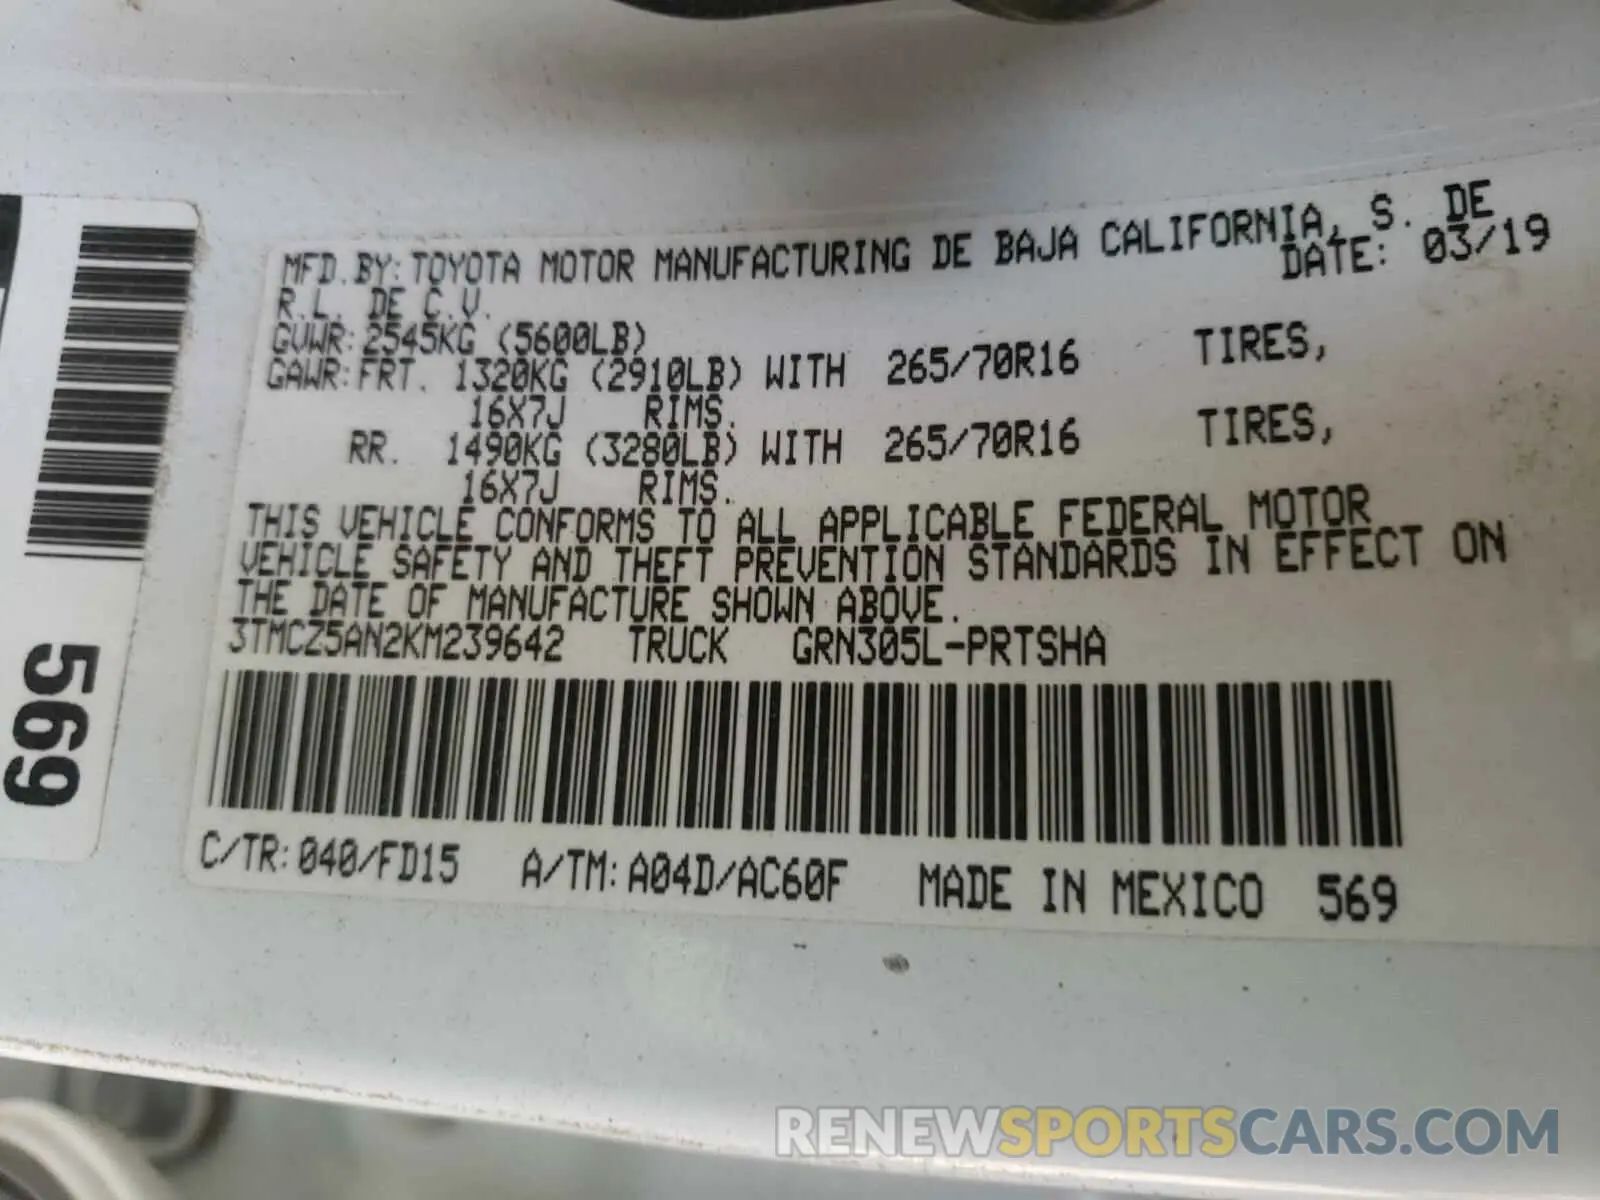 MFD.BY:TOYOTA MOTOR MANUFACTURING DE BAJA CALIFORNIA, S. DE
R.L. DE C.V. DATE: 03/19
GVWR:2545KG (5600LB)
GAWR:FRT. 1320KG (2910LB) WITH 265/70R16 TIRES,
16X7J RIMS.
RR. 1490KG (3280LB) WITH 265/70R16 TIRES,
16X7J RIMS.
THIS VEHICLE CONFORMS TO ALL APPLICABLE FEDERAL MOTOR
VEHICLE SAFETY AND THEFT PREVENTION STANDARDS IN EFFECT ON
THE DATE OF MANUFACTURE SHOWN ABOVE.
3TMCZ5AN2KM239642 TRUCK GRN305L-PRTSHA
C/TR:040/FD15 A/TM:A04D/AC60F MADE IN MEXICO 569
569
RENEWSPORTSCARS.COM